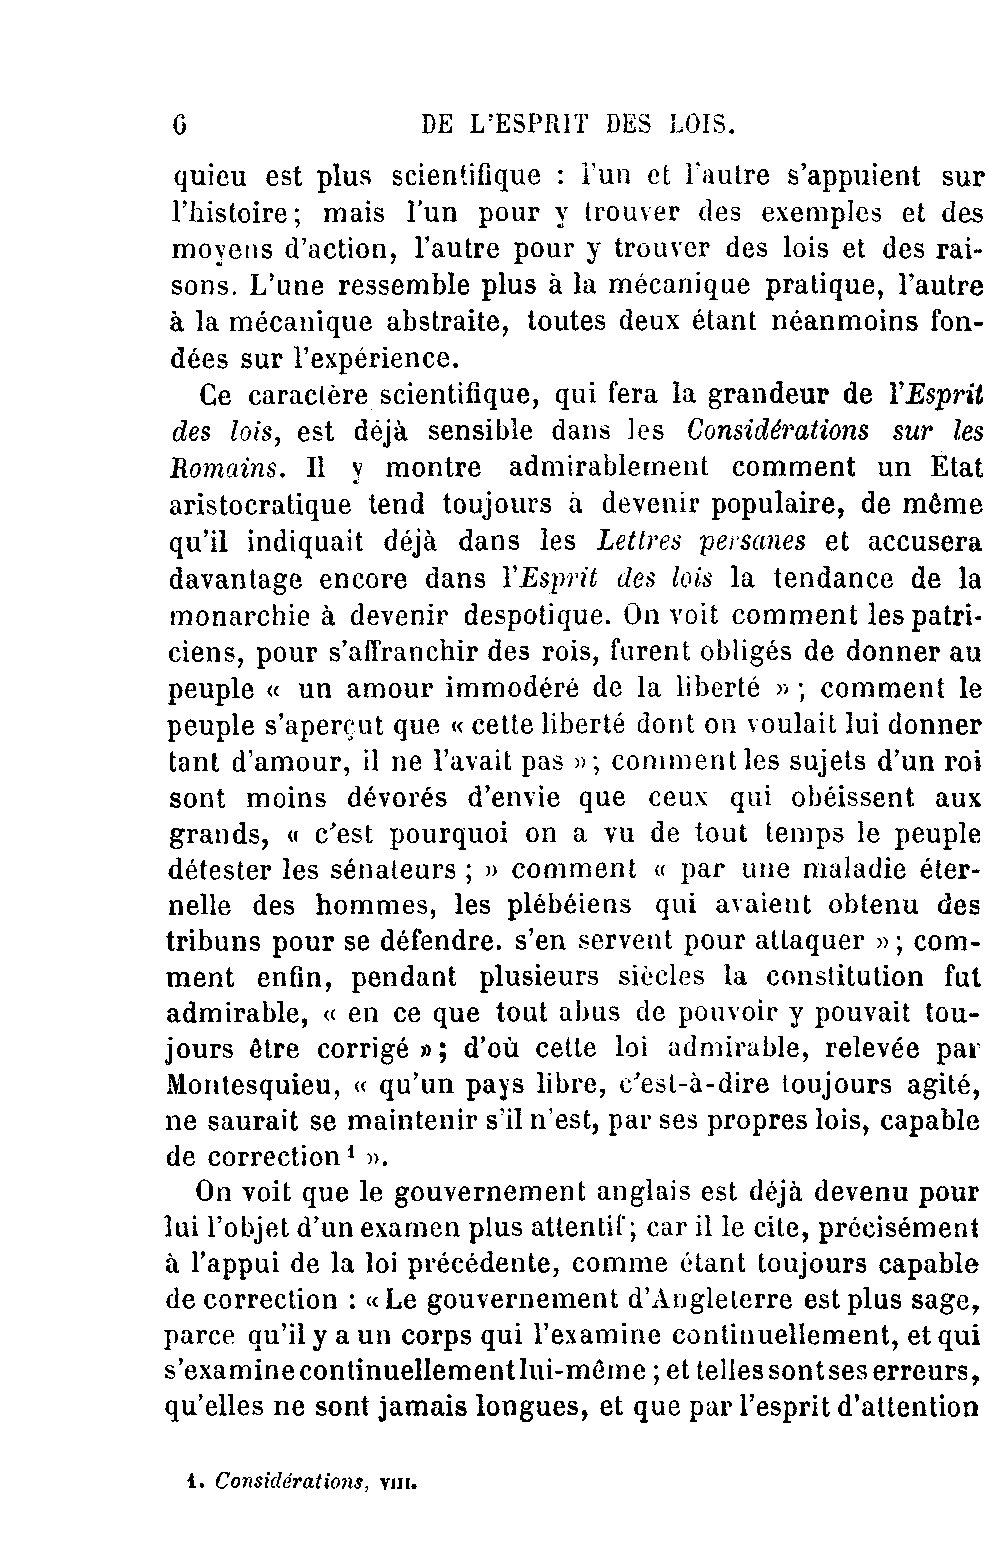 6 DE L'ESPRIT DES LOIS.
quieu est plus scientifique : l'un et l'autre s'appuient sur
l'histoire; mais l'un pour y trouver des exemples et des
moyens d'action, l'autre pour y trouver des lois et des rai-
sons. L'une ressemble plus à la mécanique pratique, l'autre
à la mécanique abstraite, toutes deux étant néanmoins fon-
dées sur l'expérience.
Ce caractère scientifique, qui fera la grandeur de l'Esprit
des lois, est déjà sensible dans les Considérations sur les
Romains. Il y montre admirablement comment un État
aristocratique tend toujours à devenir populaire, de même
qu'il indiquait déjà dans les Lettres persanes et accusera
davantage encore dans l'Esprit des lois la tendance de la
monarchie à devenir despotique. On voit comment les patri-
ciens, pour s'affranchir des rois, furent obligés de donner au
peuple « un amour immodéré de la liberté » ; comment le
peuple s'aperçut que « cette liberté dont on voulait lui donner
tant d'amour, il ne l'avait pas » ; comment les sujets d'un roi
sont moins dévorés d'envie que ceux qui obéissent aux
grands, « c'est pourquoi on a vu de tout temps le peuple
détester les sénateurs ; » comment « par une maladie éter-
nelle des hommes, les plébéiens qui avaient obtenu des
tribuns pour se défendre. s'en servent pour attaquer » ; com-
ment enfin, pendant plusieurs siècles la constitution fut
admirable, « en ce que tout abus de pouvoir y pouvait tou-
jours être corrigé » ; d'où cette loi admirable, relevée par
Montesquieu, « qu'un pays libre, c'est-à-dire toujours agité,
ne saurait se maintenir s'il n'est, par ses propres lois, capable
de correction ¹ ».
On voit que le gouvernement anglais est déjà devenu pour
lui l'objet d'un examen plus attentif ; car il le cite, précisément
à l'appui de la loi précédente, comme étant toujours capable
de correction : « Le gouvernement d'Angleterre est plus sage,
parce qu'il y a un corps qui l'examine continuellement, et qui
s'examine continuellement lui-même ; et telles sont ses erreurs,
qu'elles ne sont jamais longues, et que par l'esprit d'attention
1. Considérations, VIII.